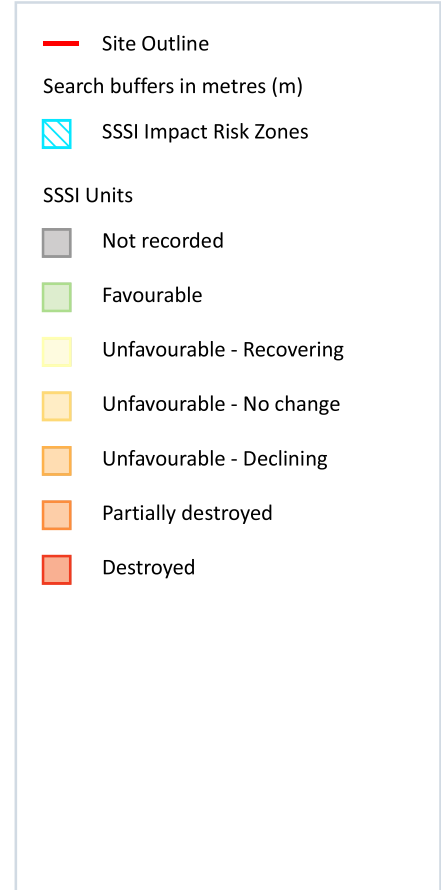 Site Outline
Search buffers in metres (m)
SSSI Impact Risk Zones
SSSI Units
Not recorded
Favourable
Unfavourable - Recovering
Unfavourable - No change
Unfavourable - Declining
Partially destroyed
Destroyed